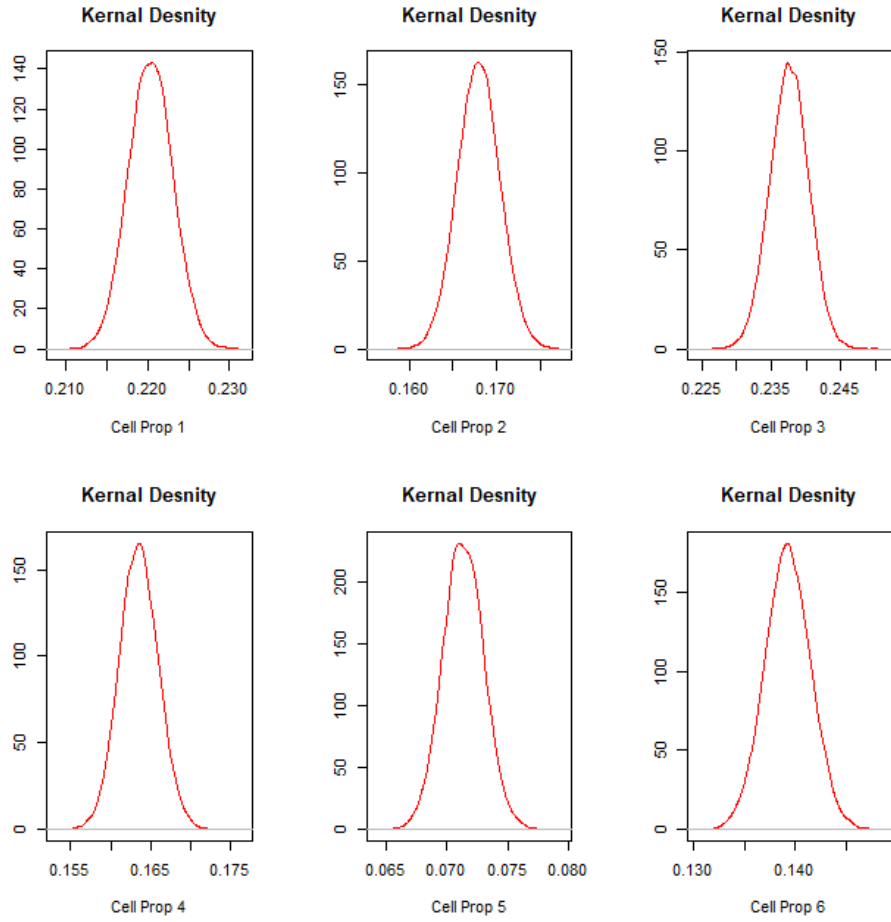 Kernal Desnity
Kernal Desnity
Kernal Desnity
0 20 40 60 80 100 120 140
0 50 100 150
0 50 100 150
0.210 0.220 0.230
0.160 0.170
0.225 0.235 0.245
Cell Prop 1
Cell Prop 2
Cell Prop 3
Kernal Desnity
Kernal Desnity
Kernal Desnity
0 50 100 150
0 50 100 150 200
0 50 100 150
0.155 0.165 0.175
0.065 0.070 0.075 0.080
0.130 0.140
Cell Prop 4
Cell Prop 5
Cell Prop 6